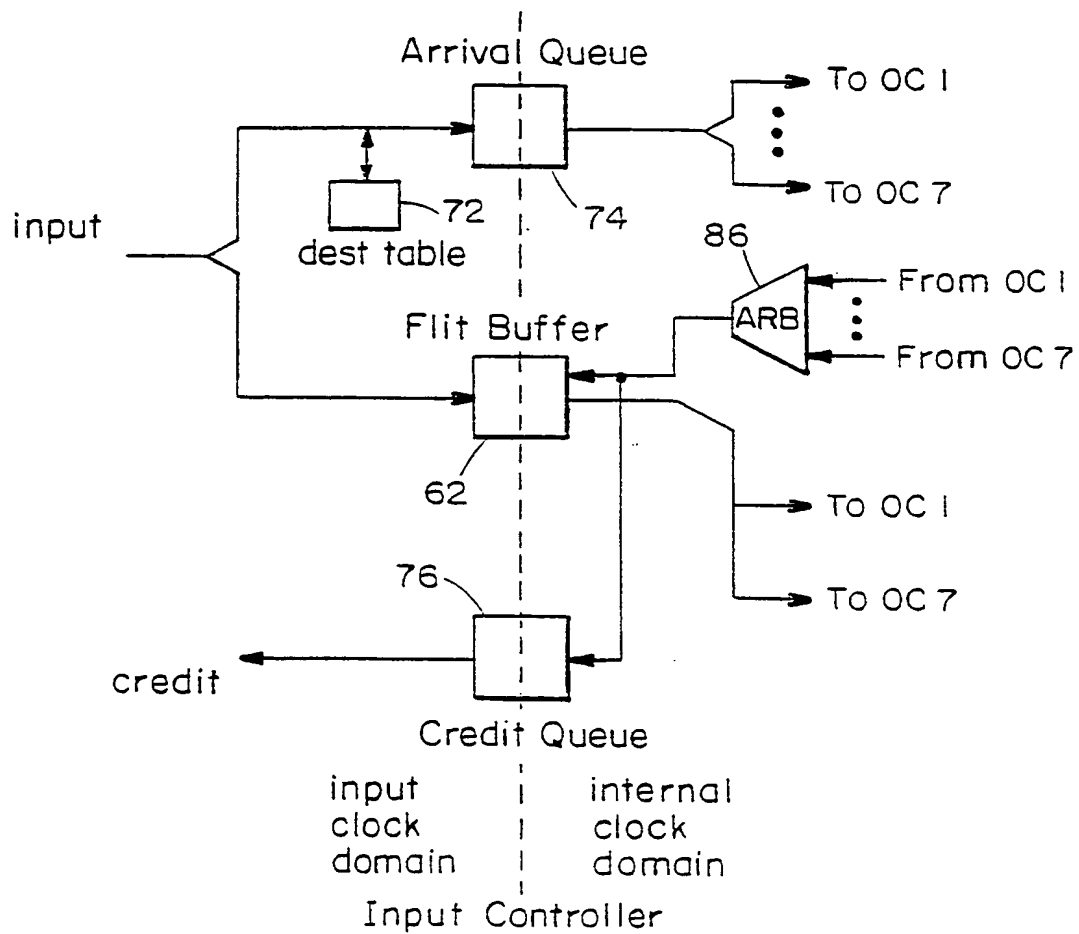 Arrival Queue
To OC 1
74
To OC 7
72
input
dest table
86
ARB
From OC 1
From OC 7
Flit Buffer
62
To OC 1
To OC 7
76
credit
Credit Queue
input
clock
domain
internal
clock
domain
Input Controller